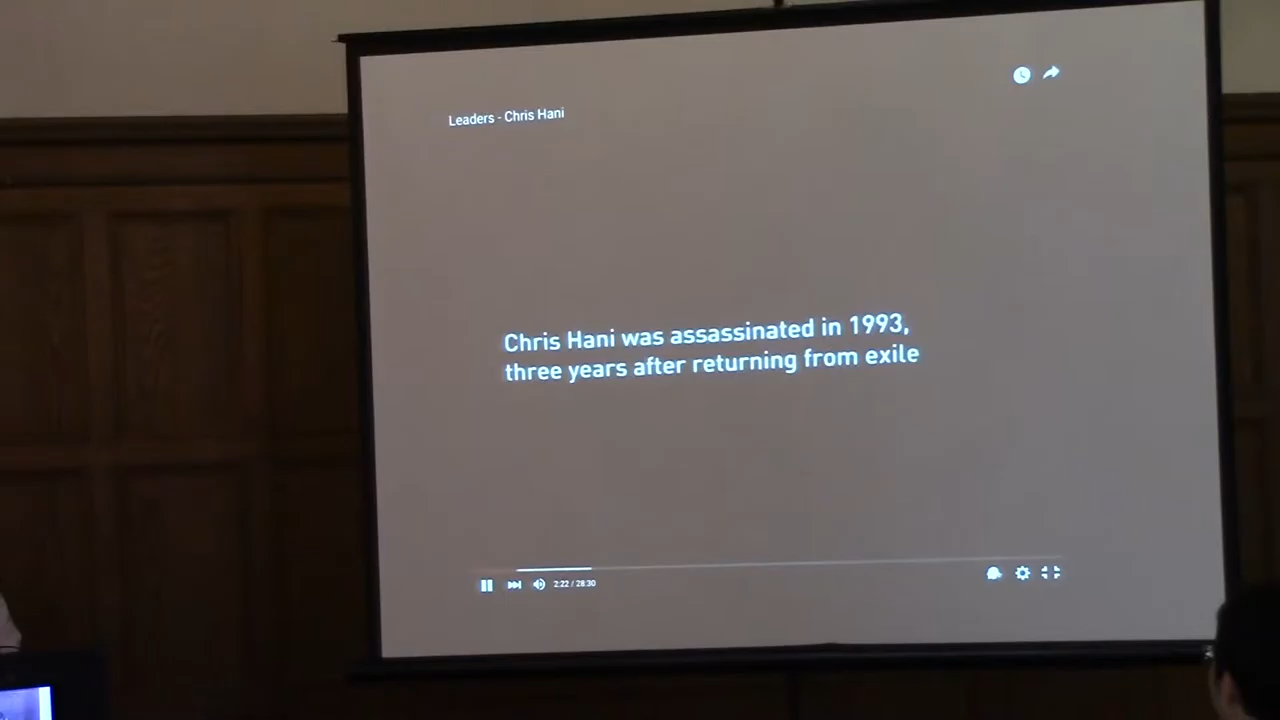 Leaders - Chris Hani
Chris Hani was assassinated in 1993,
three years after returning from exile
2:22 / 28:30